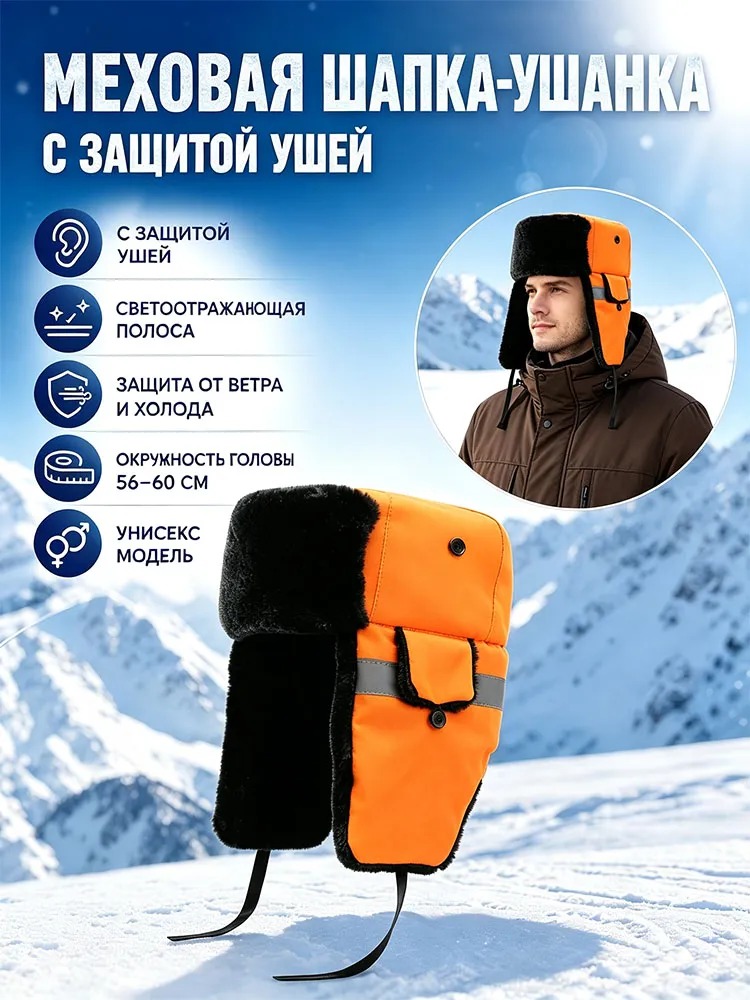 МЕХОВАЯ ШАПКА-УШАНКА
С ЗАЩИТОЙ УШЕЙ
С ЗАЩИТОЙ
УШЕЙ
СВЕТООТРАЖАЮЩАЯ
ПОЛОСА
ЗАЩИТА ОТ ВЕТРА
И ХОЛОДА
ОКРУЖНОСТЬ ГОЛОВЫ
56–60 СМ
УНИСЕКС
МОДЕЛЬ